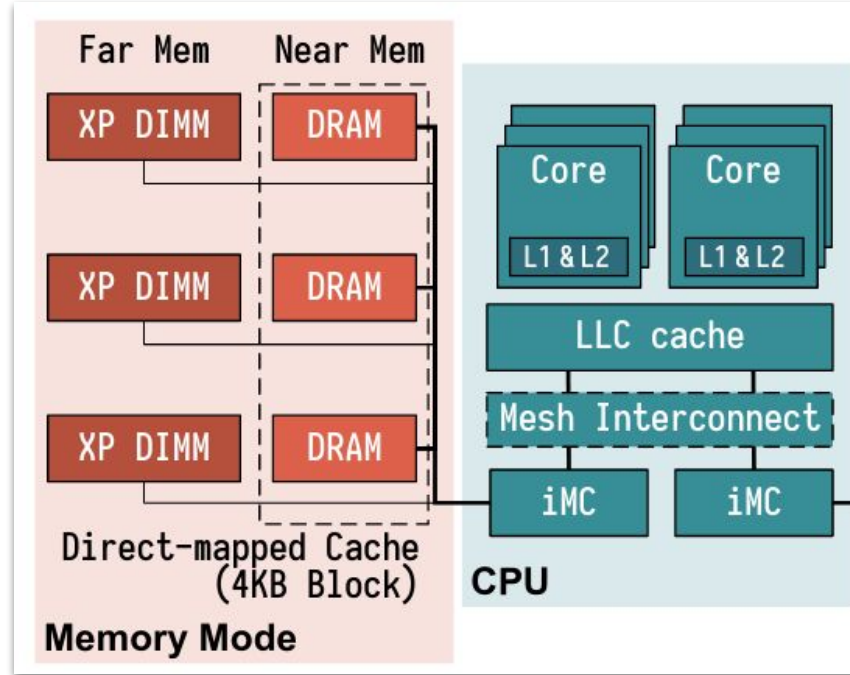 Far Mem
Near Mem
XP DIMM
DRAM
XP DIMM
DRAM
XP DIMM
DRAM
Direct-mapped Cache
(4KB Block)
Memory Mode
Core
Core
L1 & L2
L1 & L2
LLC cache
Mesh Interconnect
iMC
iMC
CPU